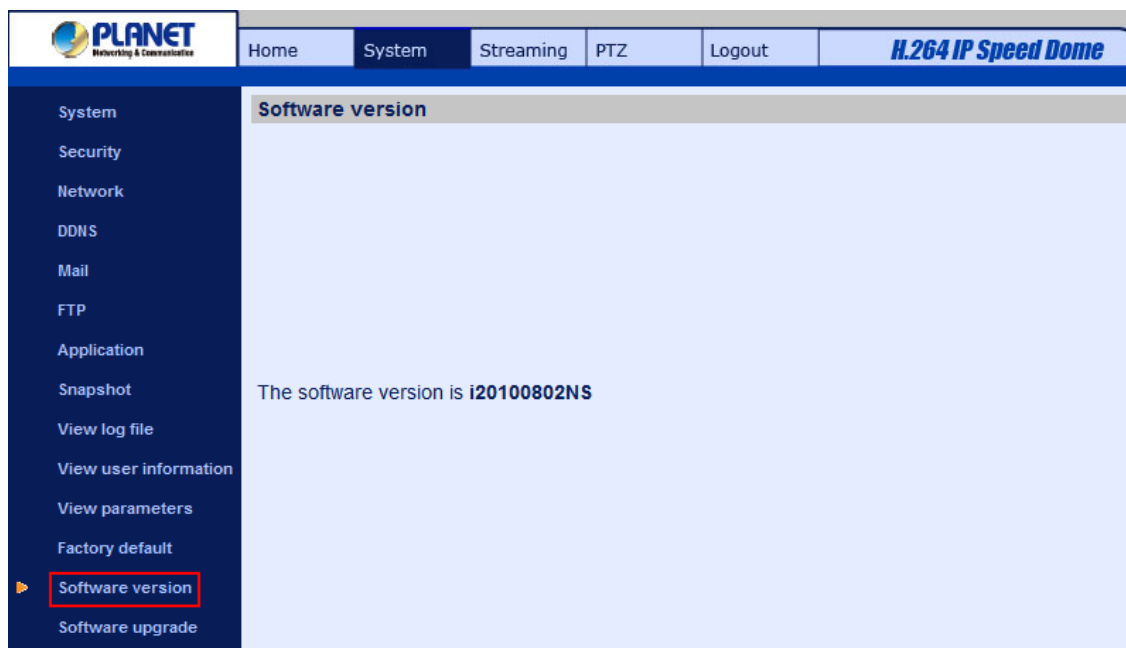 PLANET
Networking & Communication
Home System Streaming PTZ Logout H.264 IP Speed Dome
Software version
System
Security
Network
DDNS
Mail
FTP
Application
Snapshot
The software version is i20100802NS
View log file
View user information
View parameters
Factory default
Software version
Software upgrade